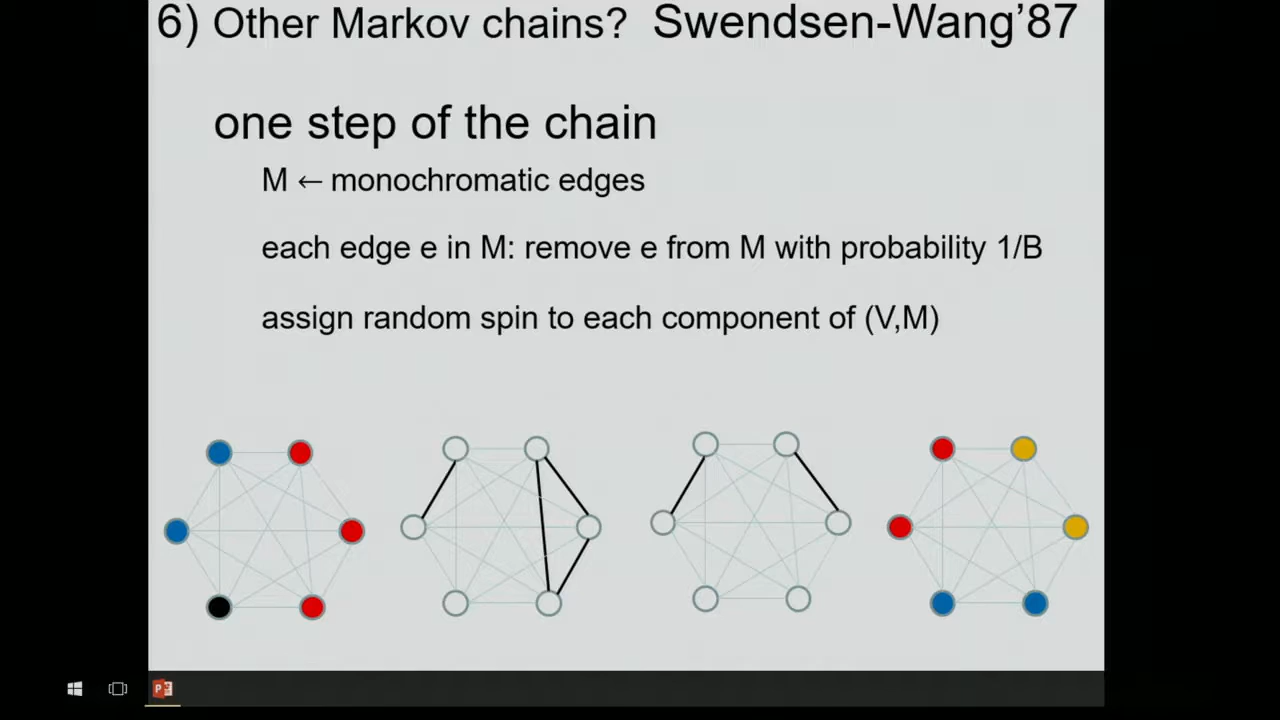 6) Other Markov chains? Swendsen-Wang’87
one step of the chain
M ← monochromatic edges
each edge e in M: remove e from M with probability 1/B
assign random spin to each component of (V,M)